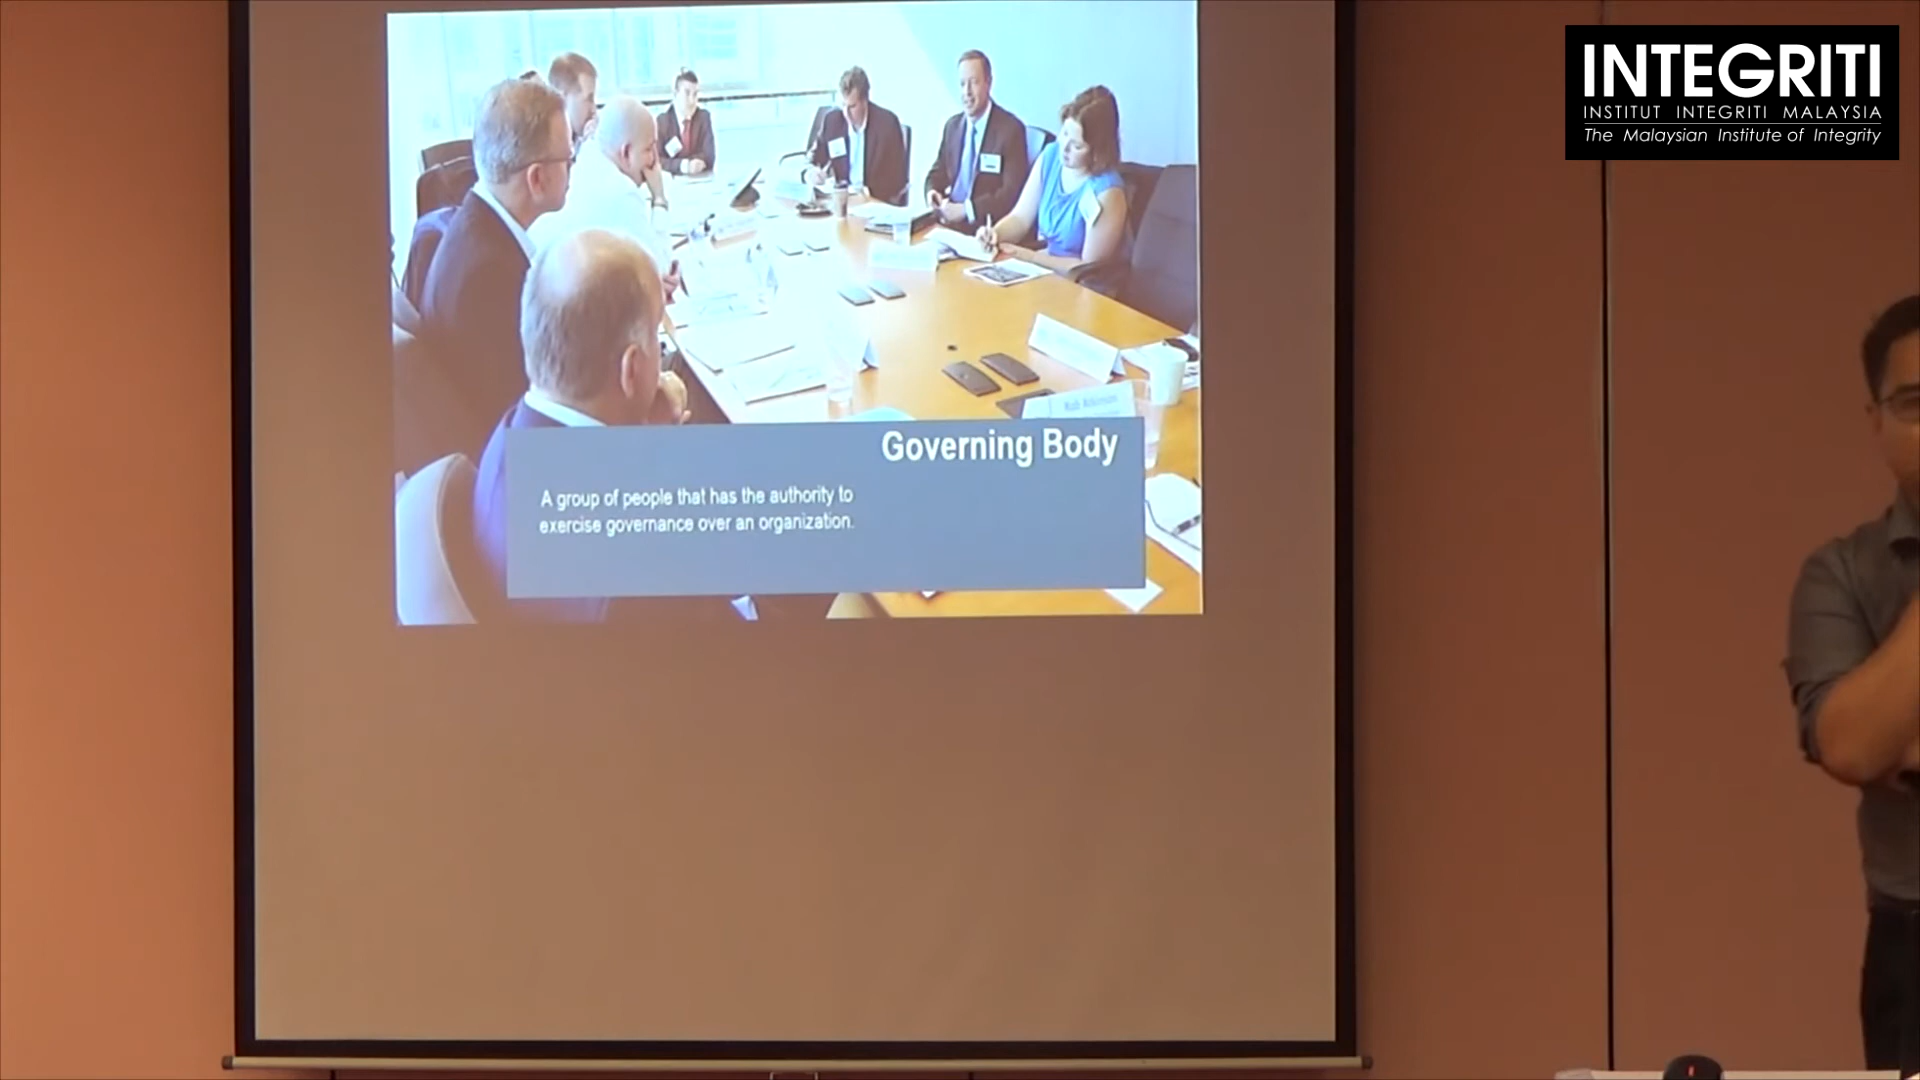 INTEGRITI
INSTITUT INTEGRITI MALAYSIA
The Malaysian Institute of Integrity
Governing Body
A group of people that has the authority to
exercise governance over an organization.